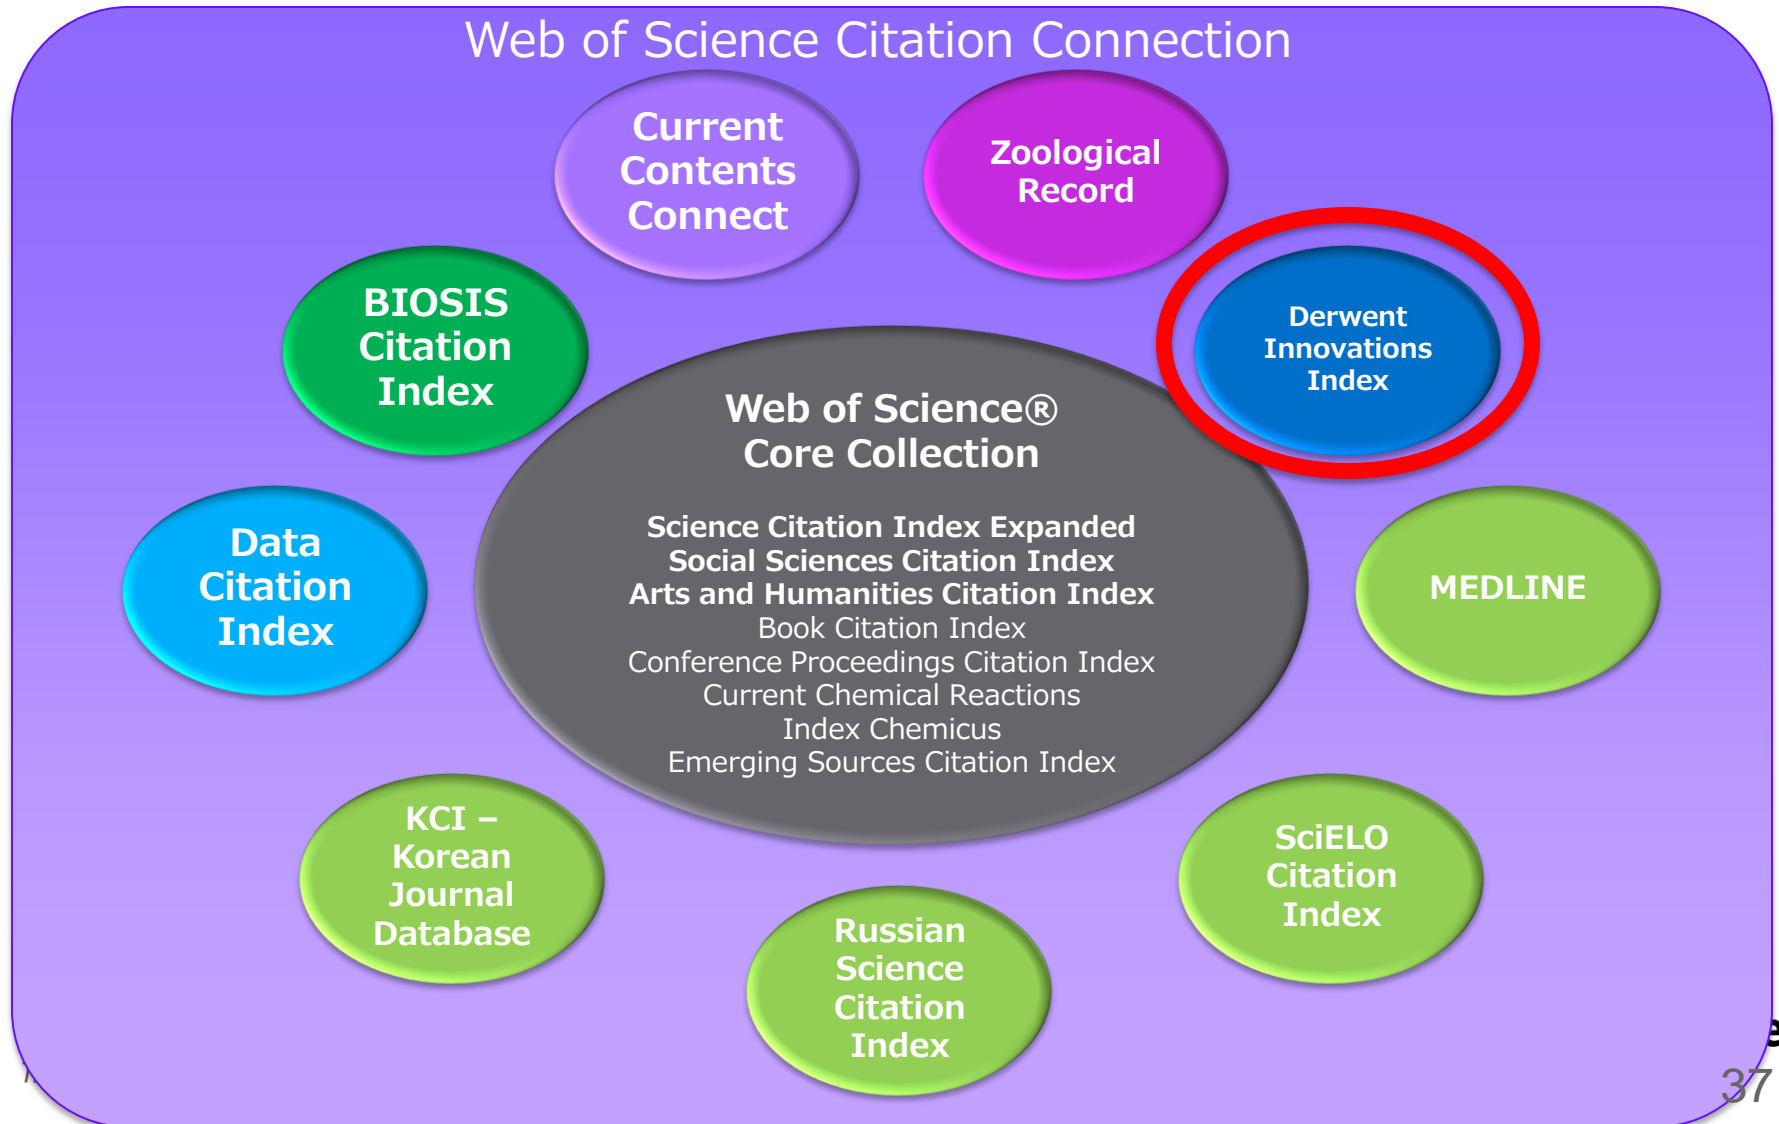 Web of Science Citation Connection
Current
Contents
Connect
Zoological
Record
BIOSIS
Citation
Index
Derwent
Innovations
Index
Web of Science®
Core Collection
Science Citation Index Expanded
Social Sciences Citation Index
Arts and Humanities Citation Index
Book Citation Index
Conference Proceedings Citation Index
Current Chemical Reactions
Index Chemicus
Emerging Sources Citation Index
Data
Citation
Index
MEDLINE
KCI –
Korean
Journal
Database
SciELO
Citation
Index
Russian
Science
Citation
Index
37